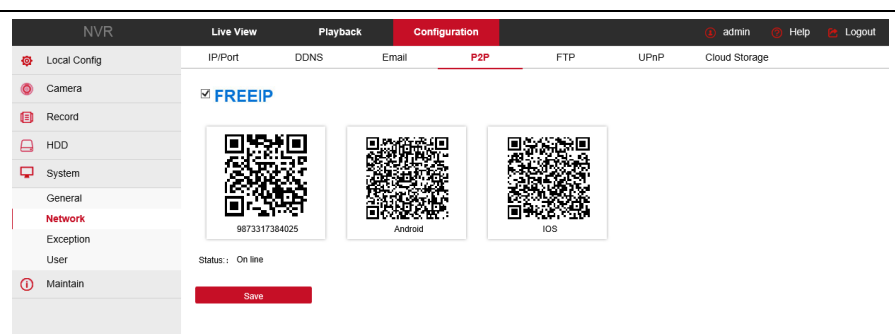 NVR Live View Playback Configuration admin Help Logout
Local Config IP/Port DDNS Email P2P FTP UPnP Cloud Storage
Camera
FREEIP
Record
HDD
System
General
Network
9873317384025 Android IOS
Exception
User
Status: : On line
Maintain
Save